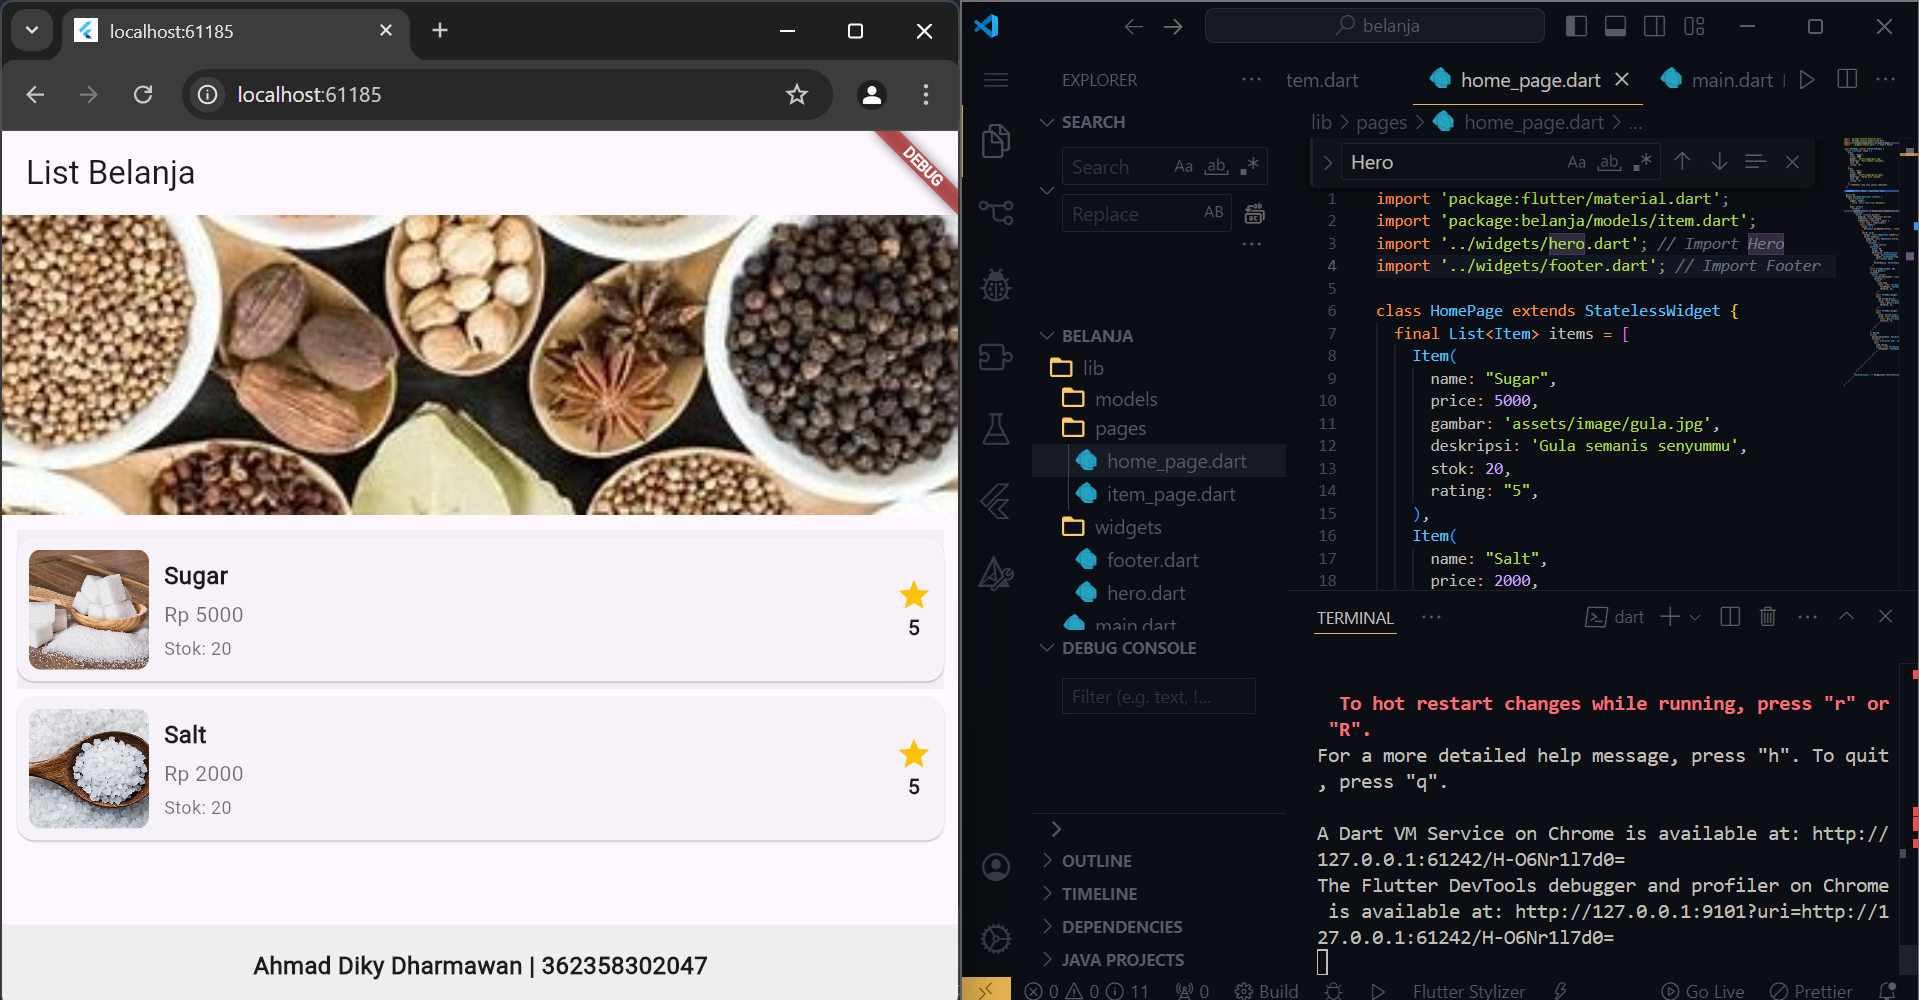 localhost:61185
localhost:61185
List Belanja
DEBUG
Sugar
Rp 5000
Stok: 20
5
Salt
Rp 2000
Stok: 20
5
Ahmad Diky Dharmawan | 362358302047
belanja
EXPLORER
SEARCH
Search
Aa ab .*
Replace
AB
BELANJA
lib
models
pages
home_page.dart
item_page.dart
widgets
footer.dart
hero.dart
main.dart
DEBUG CONSOLE
Filter (e.g. text, !...
OUTLINE
TIMELINE
DEPENDENCIES
JAVA PROJECTS
tem.dart
home_page.dart
main.dart
lib > pages > home_page.dart > ...
Hero
Aa ab .*
1 import 'package:flutter/material.dart';
2 import 'package:belanja/models/item.dart';
3 import '../widgets/hero.dart'; // Import Hero
4 import '../widgets/footer.dart'; // Import Footer
5
6 class HomePage extends StatelessWidget {
7 final List<Item> items = [
8 Item(
9 name: "Sugar",
10 price: 5000,
11 gambar: 'assets/image/gula.jpg',
12 deskripsi: 'Gula semanis senyummu',
13 stok: 20,
14 rating: "5",
15 ),
16 Item(
17 name: "Salt",
18 price: 2000,
TERMINAL
dart
To hot restart changes while running, press "r" or
"R".
For a more detailed help message, press "h". To quit
, press "q".
A Dart VM Service on Chrome is available at: http://
127.0.0.1:61242/H-O6Nr1l7d0=
The Flutter DevTools debugger and profiler on Chrome
is available at: http://127.0.0.1:9101?uri=http://1
27.0.0.1:61242/H-O6Nr1l7d0=
0 0 11 0 Build Flutter Stylizer Go Live Prettier